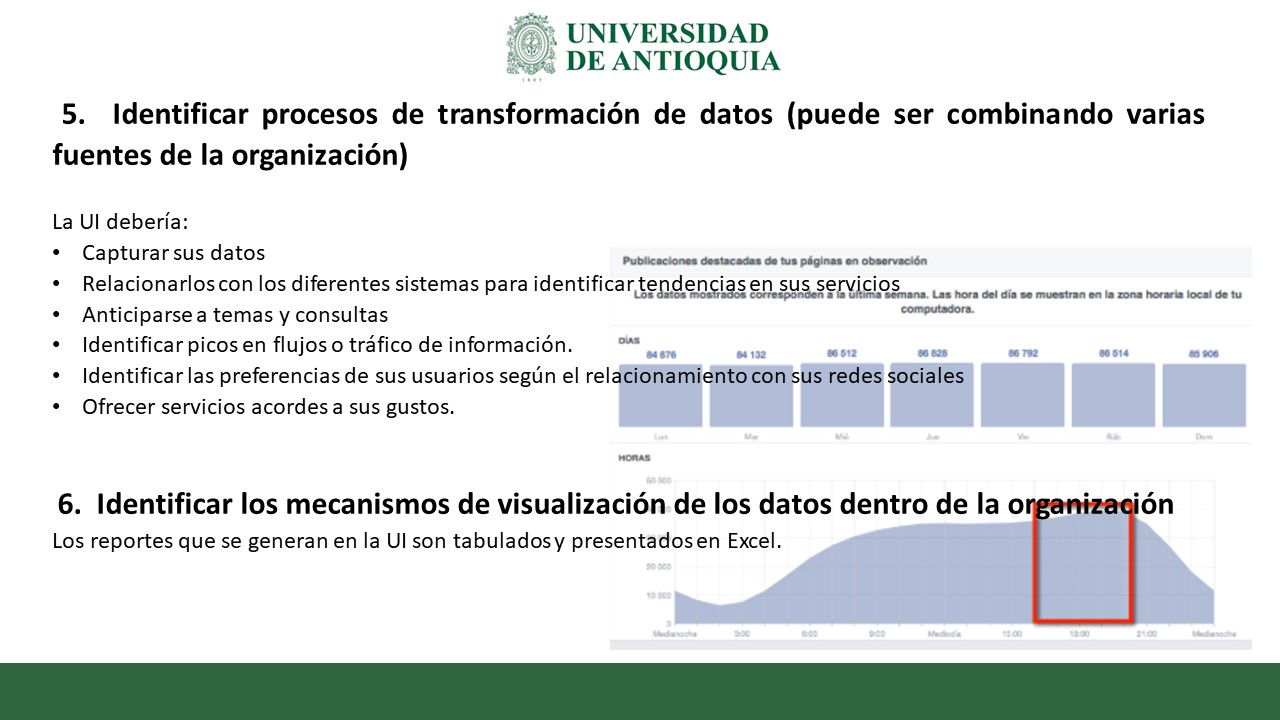 UNIVERSIDAD
DE ANTIOQUIA
1803
5. Identificar procesos de transformación de datos (puede ser combinando varias
fuentes de la organización)
La UI debería:
• Capturar sus datos
• Relacionarlos con los diferentes sistemas para identificar tendencias en sus servicios
• Anticiparse a temas y consultas
• Identificar picos en flujos o tráfico de información.
• Identificar las preferencias de sus usuarios según el relacionamiento con sus redes sociales
• Ofrecer servicios acordes a sus gustos.
Publicaciones destacadas de tus páginas en observación
Los datos mostrados corresponden a la última semana. Las hora del día se muestran en la zona horaria local de tu
computadora.
DÍAS
84 876 84 132 86 512 86 628 86 792 86 514 85 906
Lun Mar Mié Jue Vie Sáb Dom
HORAS
60 000
6. Identificar los mecanismos de visualización de los datos dentro de la organización
Los reportes que se generan en la UI son tabulados y presentados en Excel.
20 000
10 000
0
Medianoche 3:00 6:00 9:00 Mediodía 15:00 18:00 21:00 Medianoche